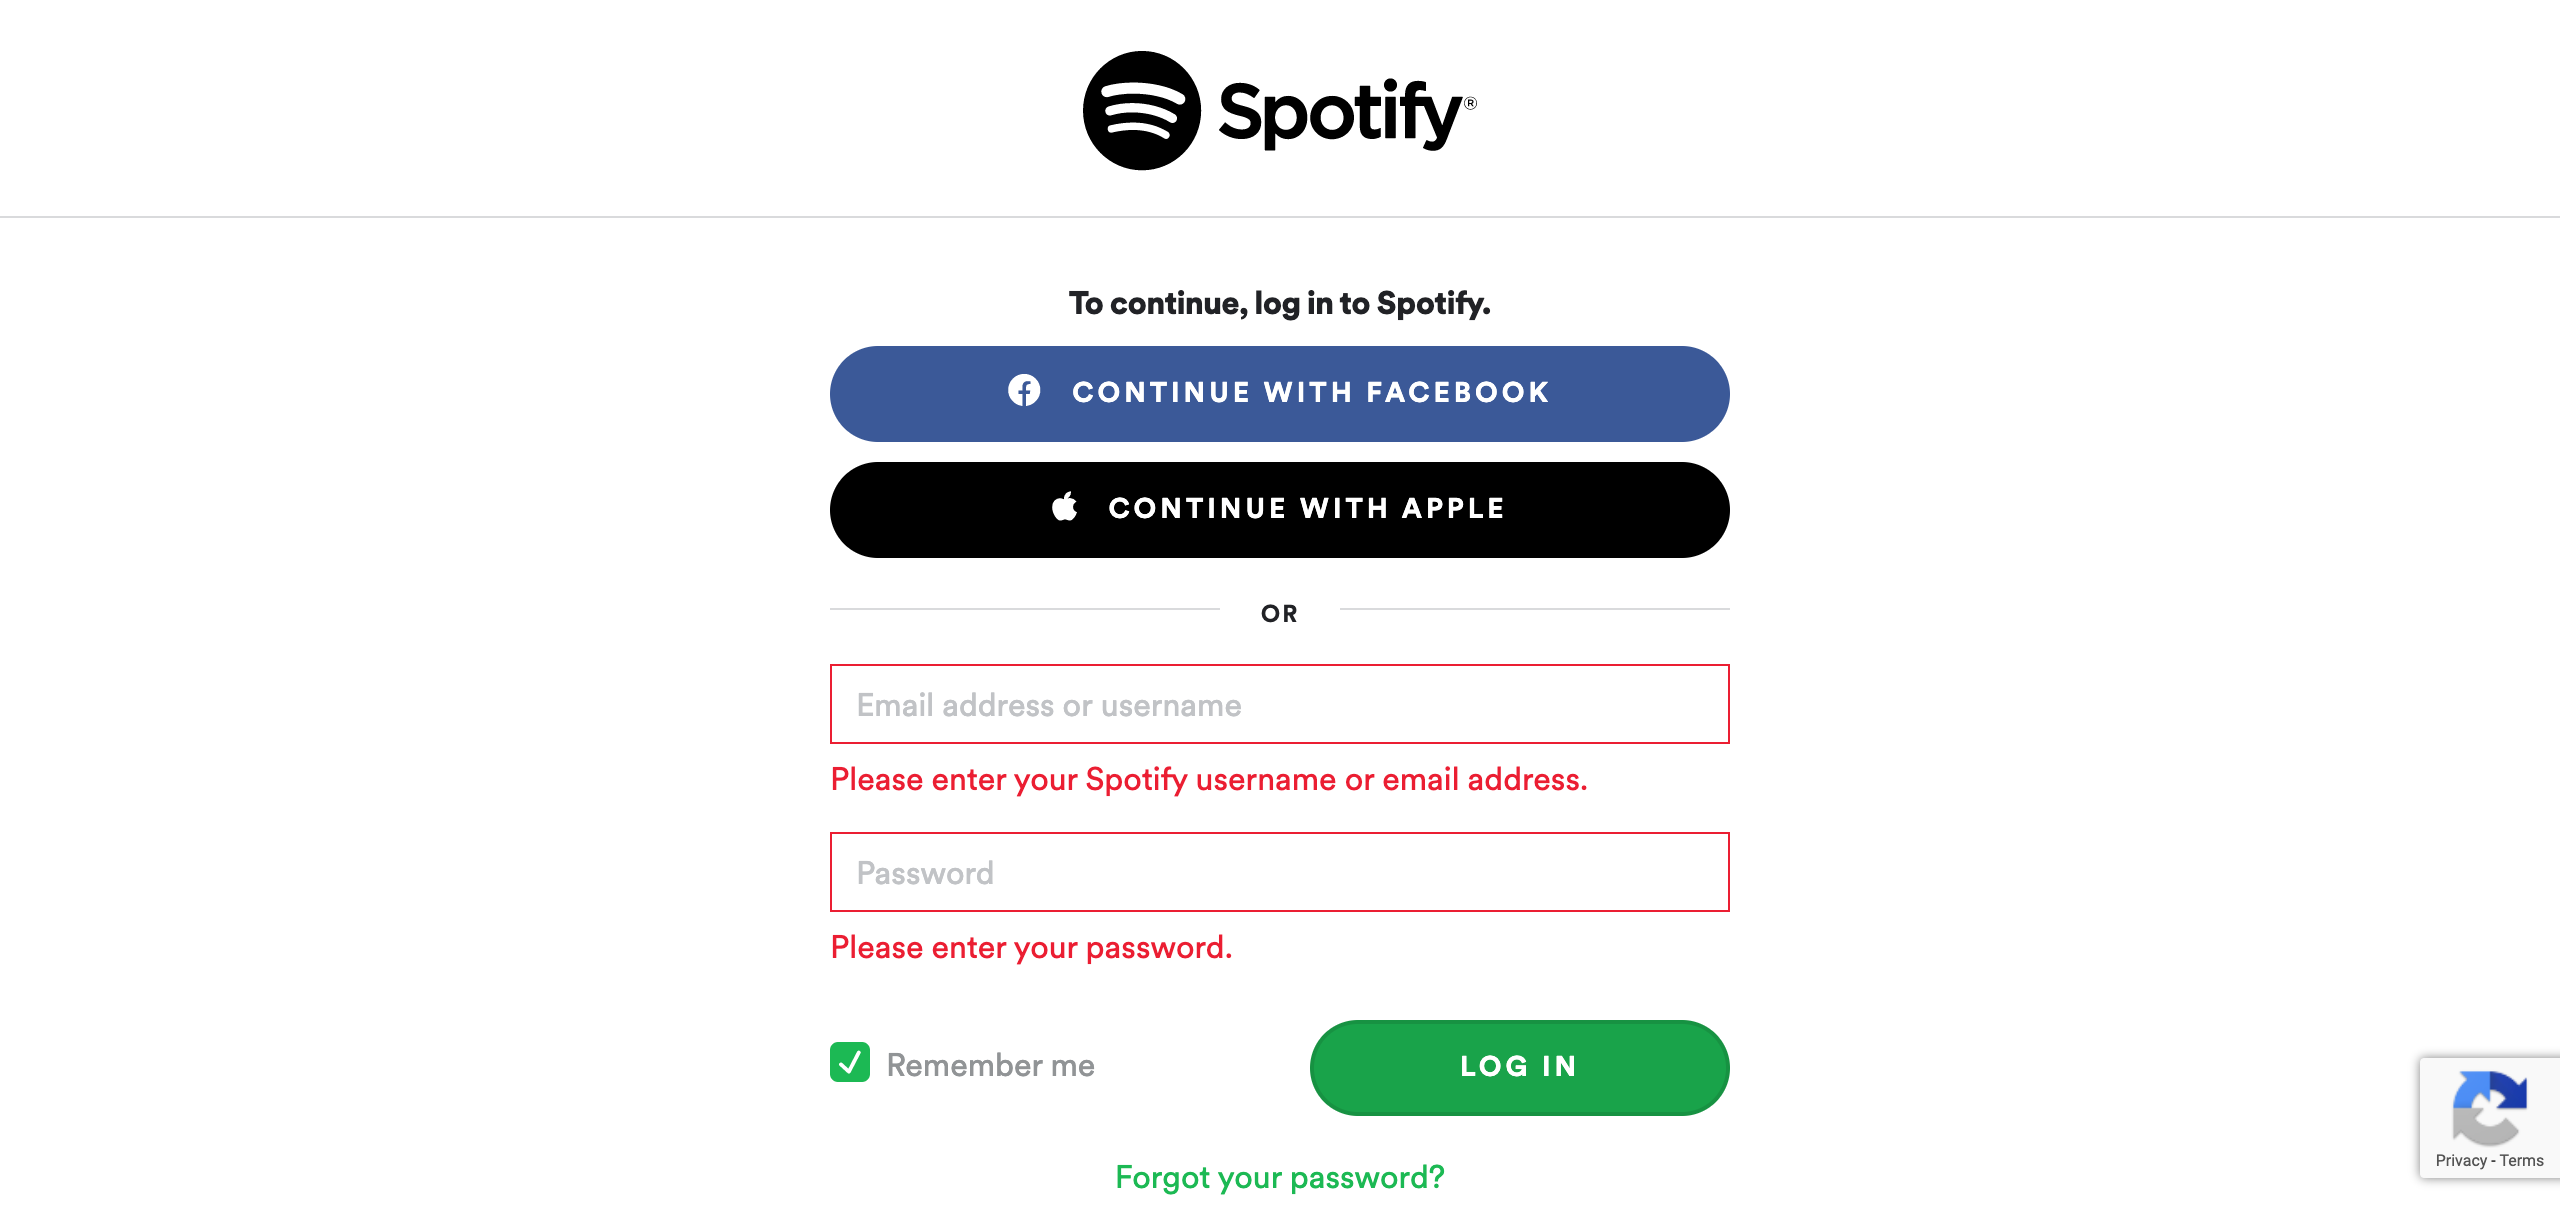 Spotify®
To continue, log in to Spotify.
CONTINUE WITH FACEBOOK
CONTINUE WITH APPLE
OR
Email address or username
Please enter your Spotify username or email address.
Password
Please enter your password.
Remember me
LOG IN
Privacy - Terms
Forgot your password?